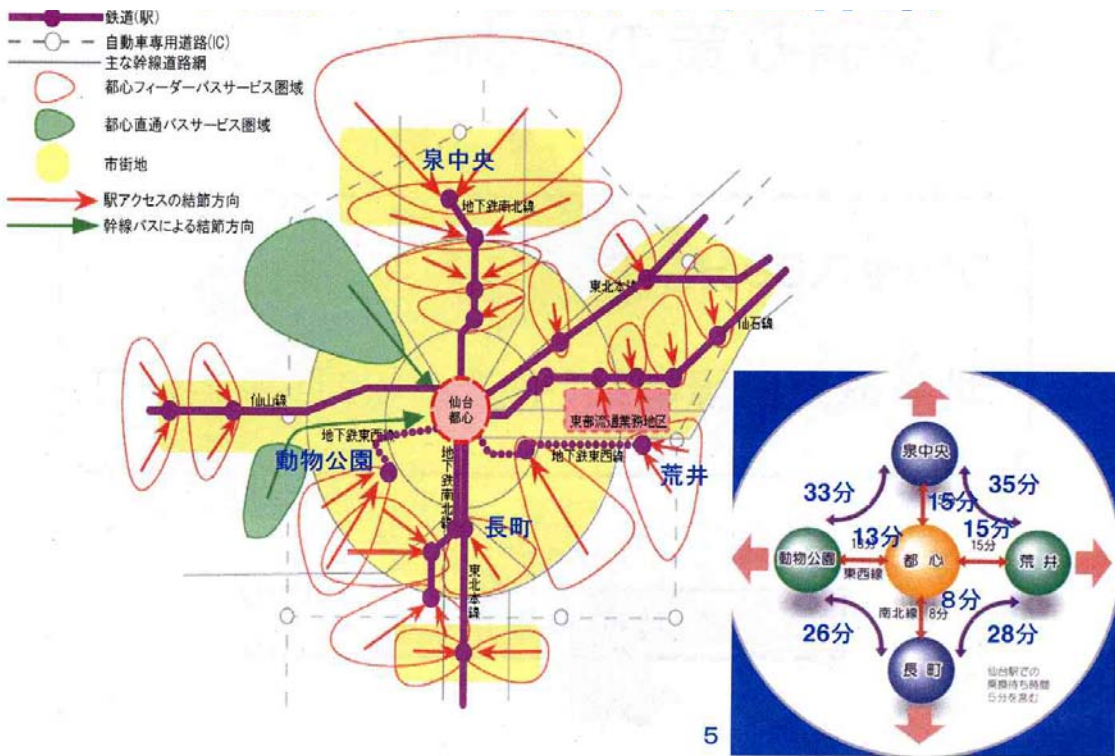 鉄道(駅)
自動車専用道路(IC)
主な幹線道路網
都心フィーダーバスサービス圏域
都心直通バスサービス圏域
市街地
駅アクセスの結節方向
幹線バスによる結節方向
泉中央
地下鉄南北線
東北本線
仙石線
仙山線
仙台
都心
東部流通業務地区
地下鉄東西線
地下鉄東西線
動物公園
荒井
地下鉄南北線
長町
東北本線
泉中央
33分
15分
35分
13分
15分
15分
動物公園
都心
荒井
東西線
8分
南北線
8分
26分
28分
長町
仙台駅での
乗換待ち時間
5分を含む
5